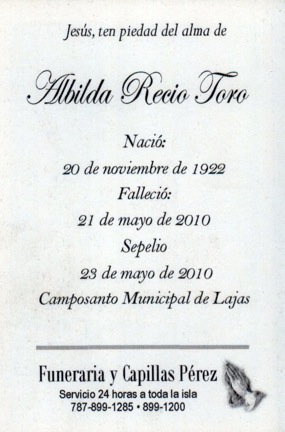 Jesús, ten piedad del alma de
Albilda Recio Toro
Nació:
20 de noviembre de 1922
Falleció:
21 de mayo de 2010
Sepelio
23 de mayo de 2010
Camposanto Municipal de Lajas
Funeraria y Capillas Pérez
Servicio 24 horas a toda la isla
787-899-1285 • 899-1200